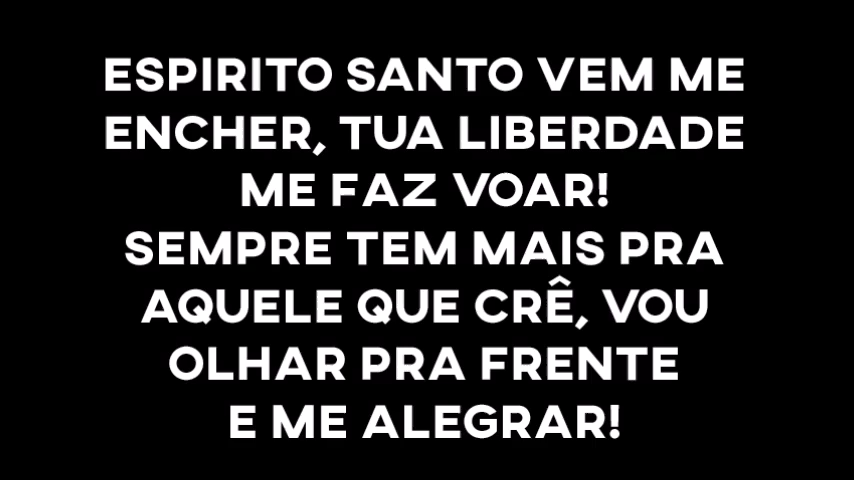 ESPIRITO SANTO VEM ME
ENCHER, TUA LIBERDADE
ME FAZ VOAR!
SEMPRE TEM MAIS PRA
AQUELE QUE CRÊ, VOU
OLHAR PRA FRENTE
E ME ALEGRAR!